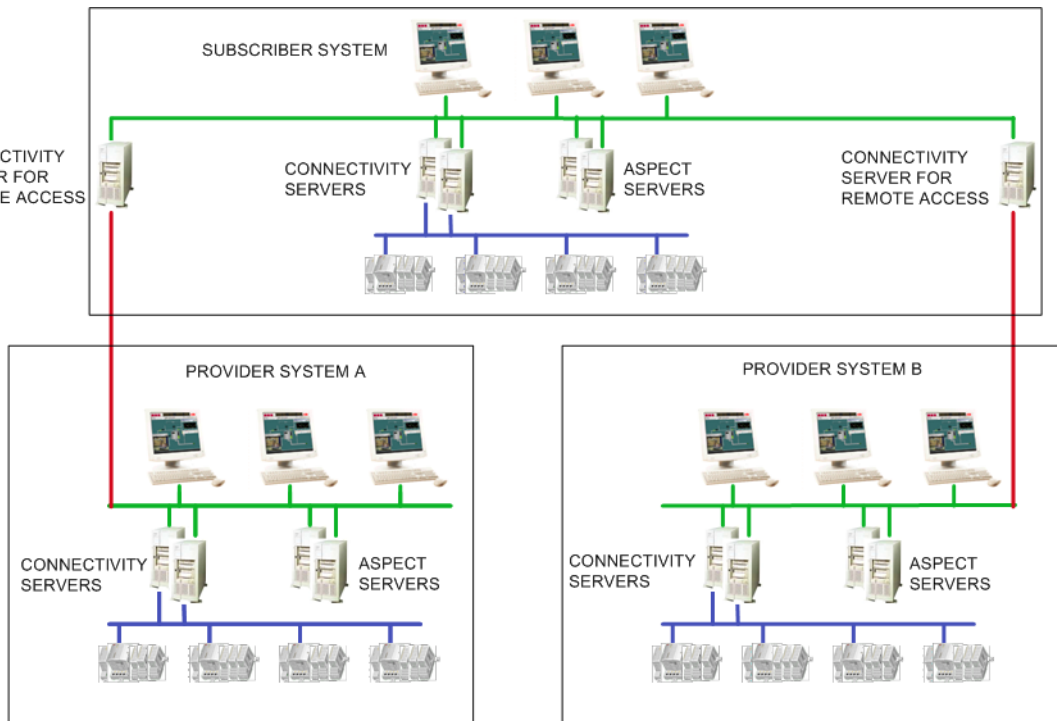 SUBSCRIBER SYSTEM
CTIVITY
R FOR
E ACCESS
CONNECTIVITY
SERVERS
ASPECT
SERVERS
CONNECTIVITY
SERVER FOR
REMOTE ACCESS
PROVIDER SYSTEM A
CONNECTIVITY
SERVERS
ASPECT
SERVERS
PROVIDER SYSTEM B
CONNECTIVITY
SERVERS
ASPECT
SERVERS